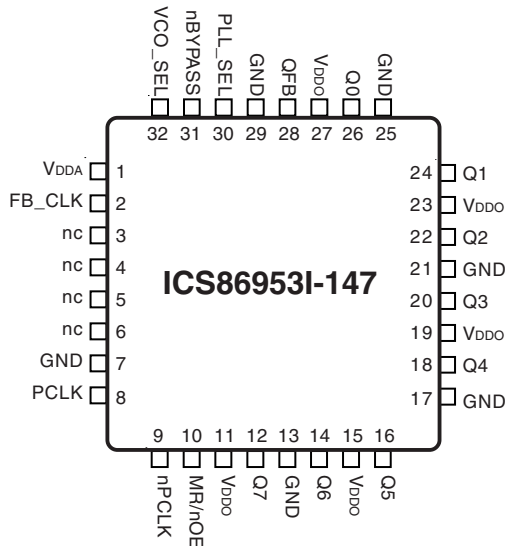 VCO_SEL
nBYPASS
PLL_SEL
GND
QFB
VDDO
Q0
GND
32 31 30 29 28 27 26 25
VDDA 1
FB_CLK 2
nc 3
nc 4
nc 5
nc 6
GND 7
PCLK 8
ICS86953I-147
24 Q1
23 VDDO
22 Q2
21 GND
20 Q3
19 VDDO
18 Q4
17 GND
9 10 11 12 13 14 15 16
nPCLK
MR/nOE
VDDO
Q7
GND
Q6
VDDO
Q5